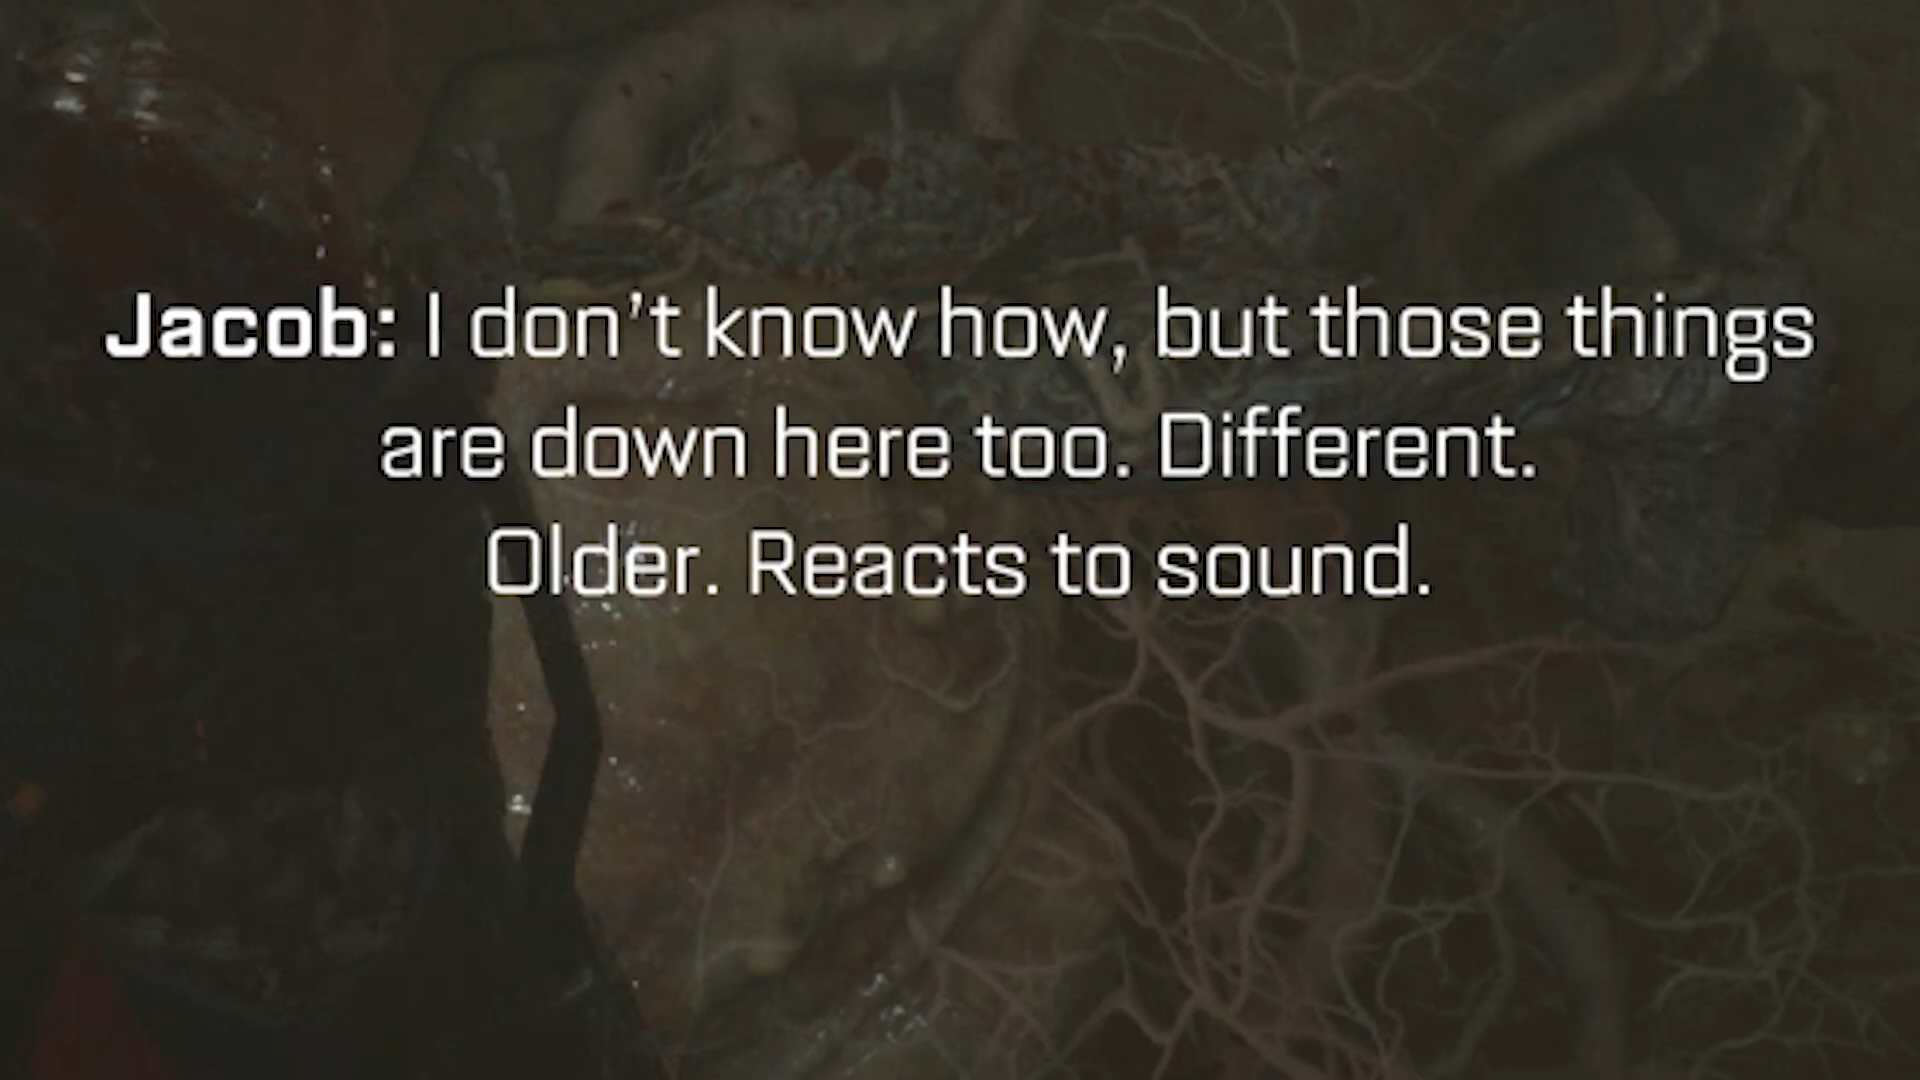 Jacob: I don't know how, but those things
are down here too. Different.
Older. Reacts to sound.